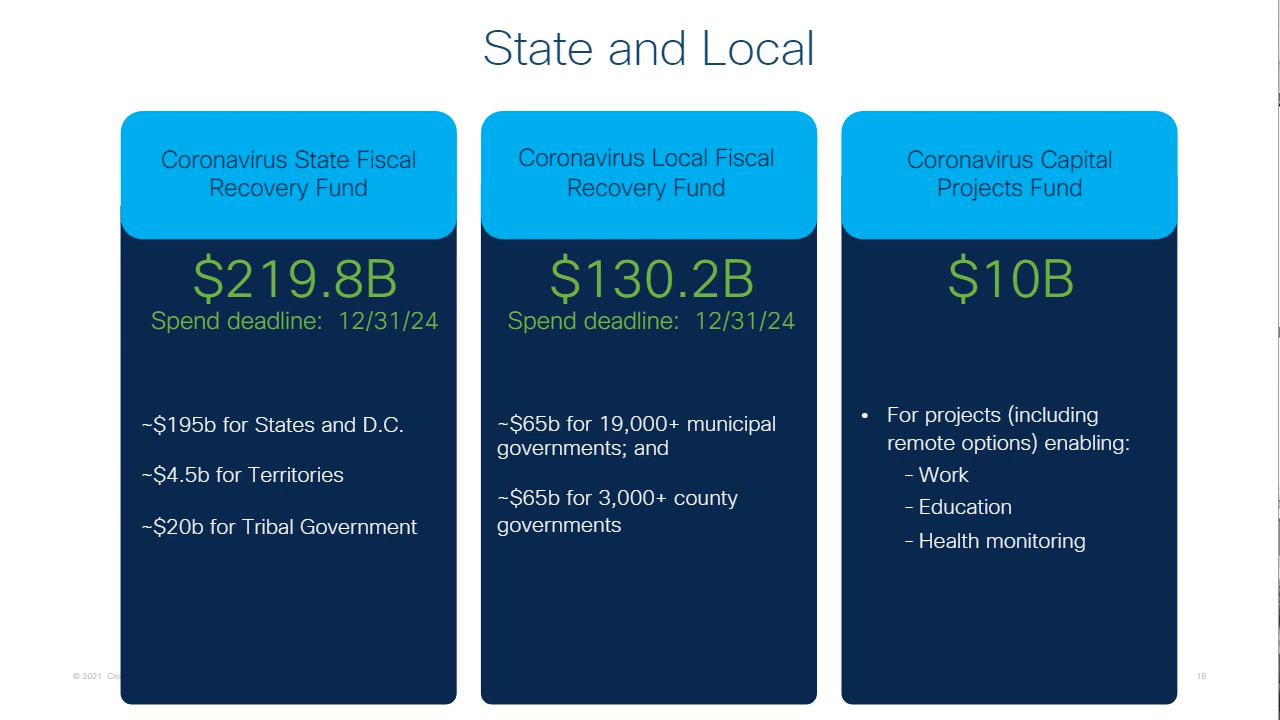 State and Local
Coronavirus State Fiscal
Recovery Fund
$219.8B
Spend deadline: 12/31/24
~$195b for States and D.C.
~$4.5b for Territories
~$20b for Tribal Government
Coronavirus Local Fiscal
Recovery Fund
$130.2B
Spend deadline: 12/31/24
~$65b for 19,000+ municipal
governments; and
~$65b for 3,000+ county
governments
Coronavirus Capital
Projects Fund
$10B
• For projects (including
remote options) enabling:
- Work
- Education
- Health monitoring
© 2021
18